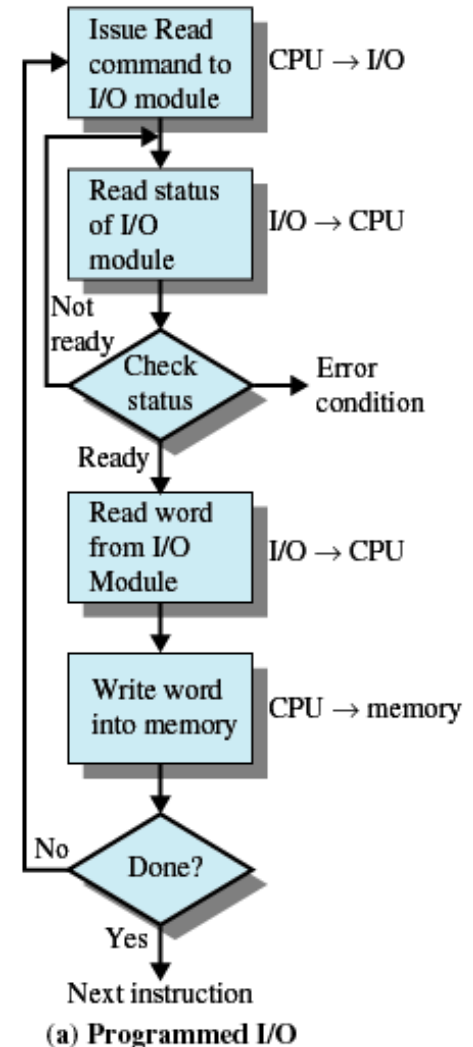 Issue Read
command to
I/O module
CPU → I/O
Read status
of I/O
module
I/O → CPU
Not
ready
Check
status
Error
condition
Ready
Read word
from I/O
Module
I/O → CPU
Write word
into memory
CPU → memory
No
Done?
Yes
Next instruction
(a) Programmed I/O